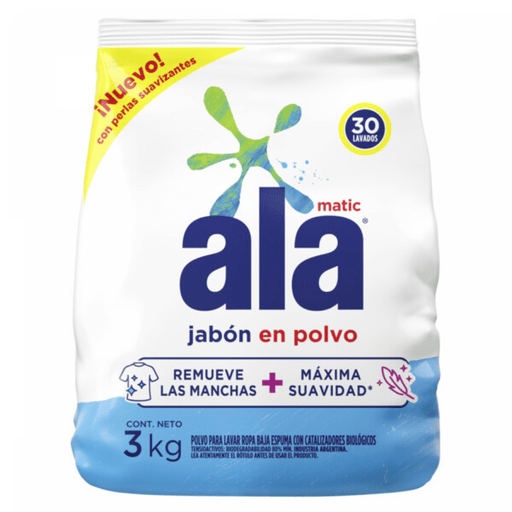 ¡Nuevo!
con perlas suavizantes
30
LAVADOS
matic
ala®
jabón en polvo
REMUEVE
LAS MANCHAS
+
MÁXIMA
SUAVIDAD*
CONT. NETO
3 kg
POLVO PARA LAVAR ROPA BAJA ESPUMA CON CATALIZADORES BIOLÓGICOS
TENSIOACTIVOS: BIODEGRADABILIDAD 80% MIN. INDUSTRIA ARGENTINA.
LEA ATENTAMENTE EL RÓTULO ANTES DE USAR EL PRODUCTO.